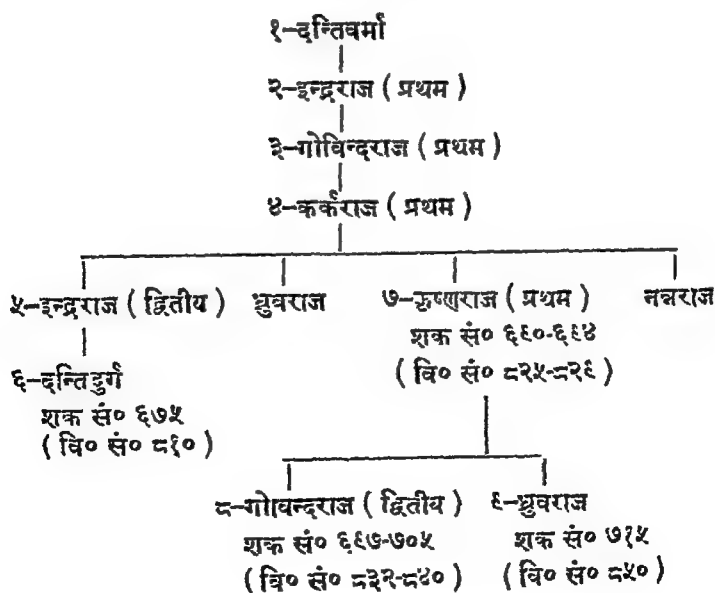 १-दन्तिवर्मा
२-इन्द्रराज ( प्रथम )
३-गोविन्दराज ( प्रथम )
४-कर्कराज ( प्रथम )
५-इन्द्रराज ( द्वितीय ) ध्रुवराज ७-कृष्णराज ( प्रथम ) नन्नराज
शक सं० ६९०-६९४
( वि० सं० ८२५-८२९ )
६-दन्तिदुर्ग
शक सं० ६७५
( वि० सं० ८१० )
८-गोविन्दराज ( द्वितीय ) ९-ध्रुवराज
शक सं० ६९७-७०५ शक सं० ७१५
( वि० सं० ८३२-८४० ) ( वि० सं० ८५० )